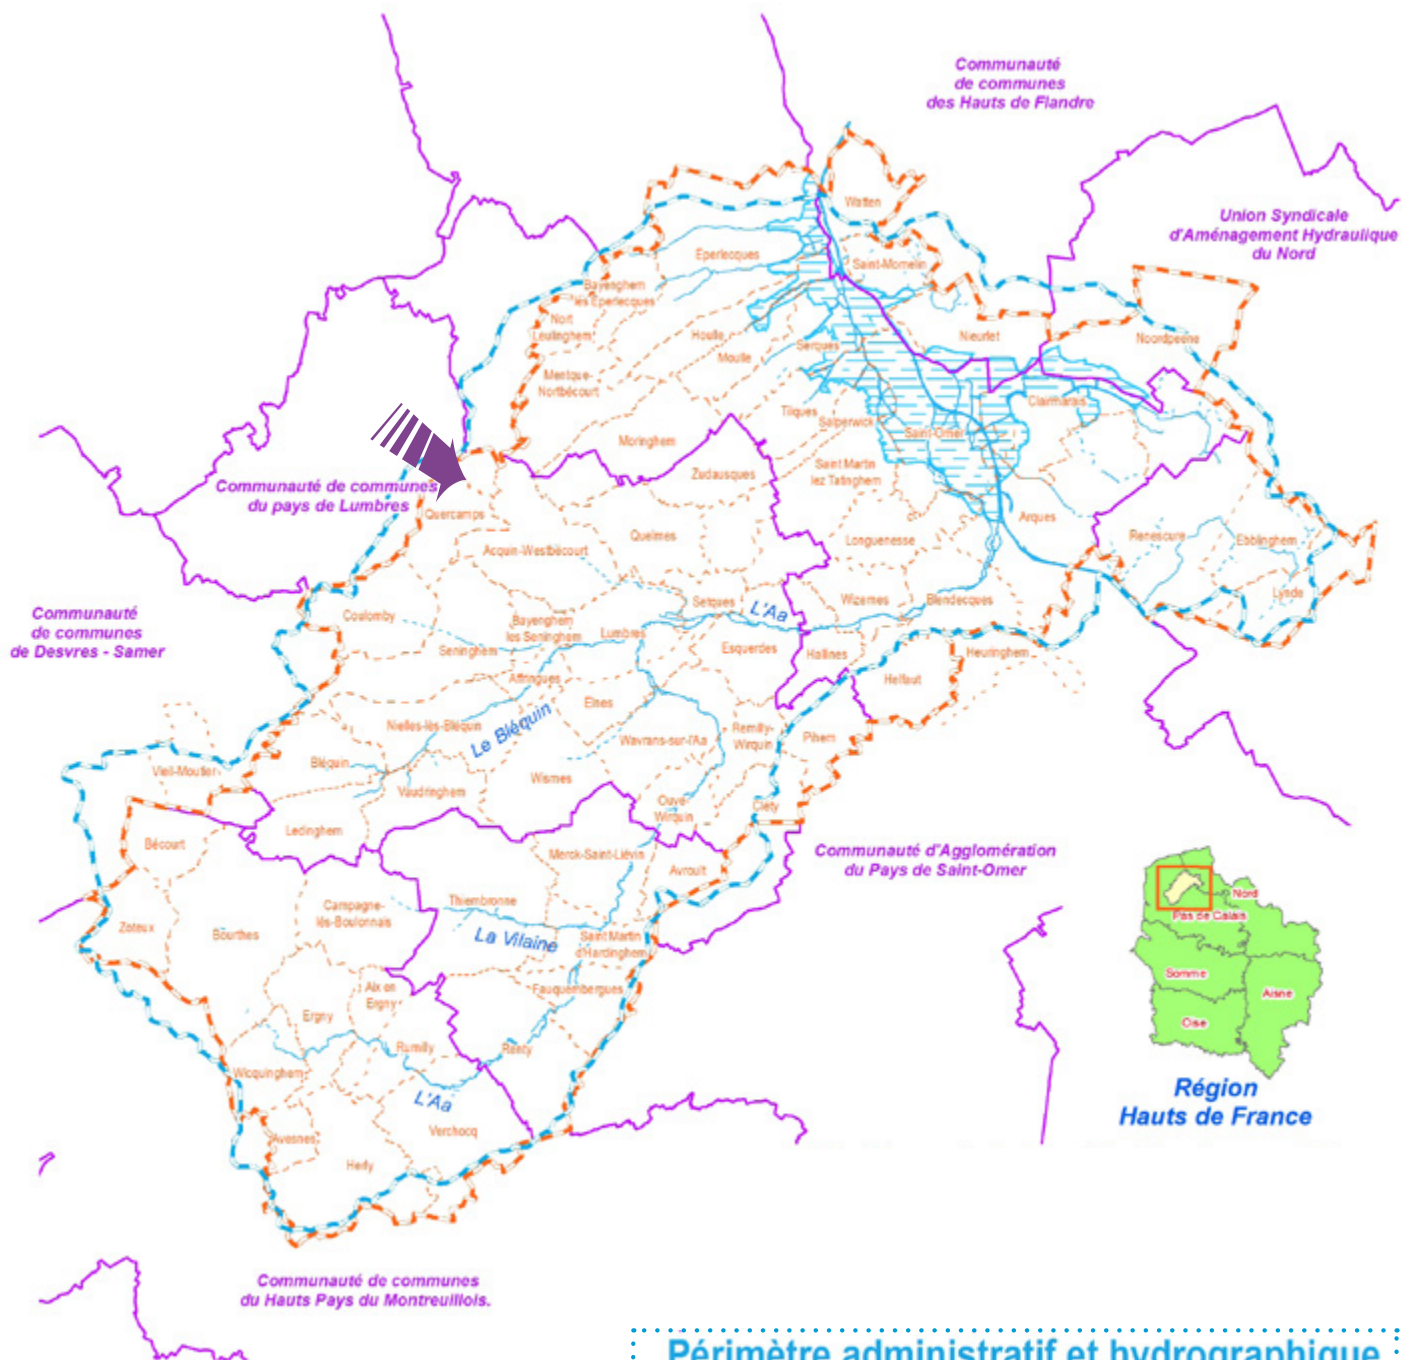 Communauté
de communes
des Hauts de Flandre
Union Syndicale
d'Aménagement Hydraulique
du Nord
Watten
Eperlecques
Saint-Momelin
Bayenghem
lès Eperlecques
Nort
Leulinghem
Houlle
Moulle
Serques
Nieurlet
Noordpeene
Mentque-
Nortbécourt
Tilques
Salperwick
Clairmarais
Saint-Omer
Moringhem
Zudausques
Saint Martin
lez Tatinghem
Communauté de communes
du pays de Lumbres
Quercamps
Arques
Renescure
Ebblinghem
Acquin-Westbécourt
Quelmes
Longuenesse
Lynde
Communauté
de communes
de Desvres - Samer
Coulomby
Setques
L'Aa
Wizernes
Blendecques
Bayenghem
les Seninghem
Lumbres
Seninghem
Esquerdes
Hallines
Heuringhem
Affringues
Helfaut
Elnes
Nielles-lès-Bléquin
Le Bléquin
Wavrans-sur-l'Aa
Remilly-
Wirquin
Pihem
Vieil-Moutier
Bléquin
Vaudringhem
Wismes
Ouve-
Wirquin
Cléty
Ledinghem
Bécourt
Merck-Saint-Liévin
Avroult
Communauté d'Agglomération
du Pays de Saint-Omer
Thiembronne
Campagne-
lès-Boulonnais
Zoteux
Bourthes
La Vilaine
Saint Martin
d'Hardinghem
Fauquembergues
Aix en
Ergny
Ergny
Rumilly
Renty
Wicquinghem
L'Aa
Verchocq
Avesnes
Herly
Nord
Pas de Calais
Somme
Aisne
Oise
Région
Hauts de France
Communauté de communes
du Hauts Pays du Montreuillois.
Périmètre administratif et hydrographique